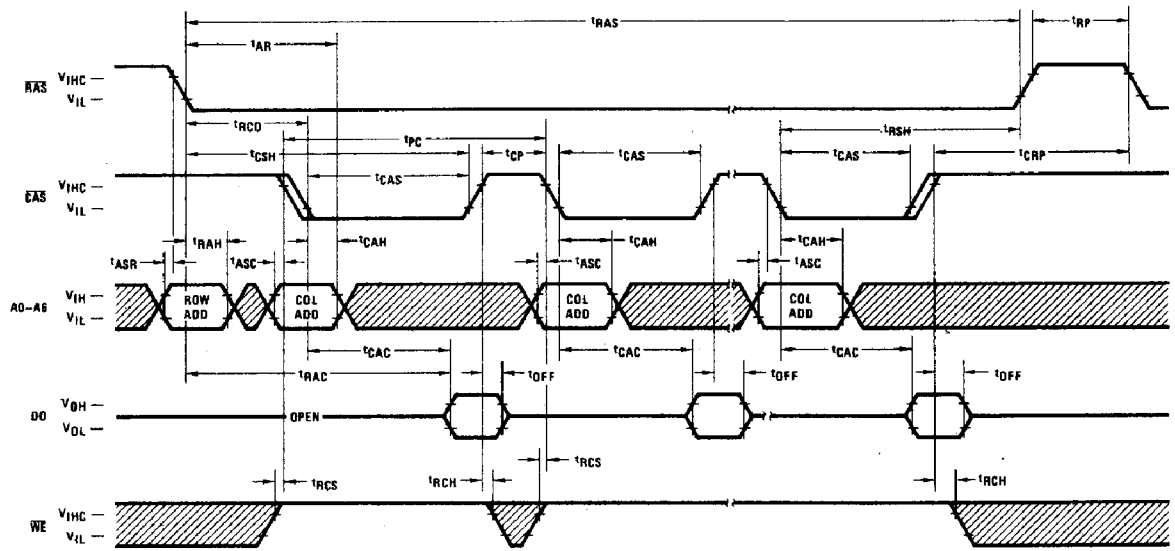 tRAS
tRP
tAR
RAS
VIHC
VIL
tRCD
tPC
tRSH
tCSH
tCP
tCAS
tCRP
tCAS
tCAS
CAS
VIHC
VIL
tRAH
tCAH
tCAH
tCAH
tASR
tASC
tASC
tASC
A0–A6
VIH
VIL
ROW ADD
COL ADD
COL ADD
COL ADD
tCAC
tCAC
tCAC
tRAC
tOFF
tOFF
tOFF
DO
VOH
VOL
OPEN
tRCS
tRCS
tRCH
tRCH
WE
VIHC
VIL